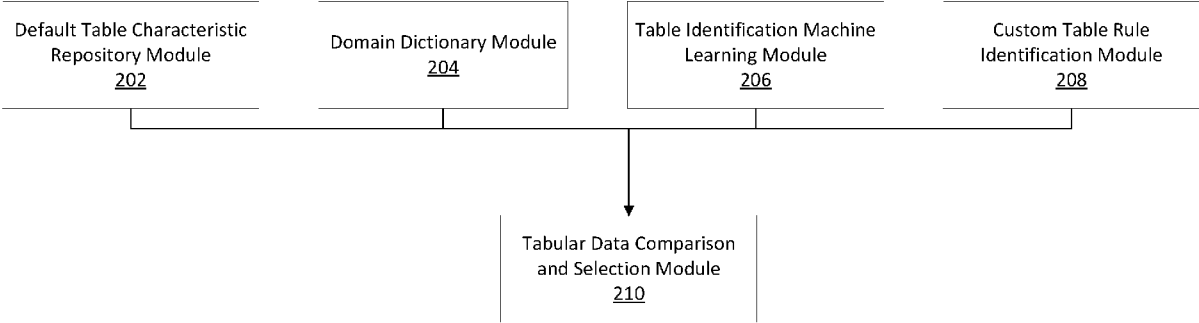 Default Table Characteristic
Repository Module
202
Domain Dictionary Module
204
Table Identification Machine
Learning Module
206
Custom Table Rule
Identification Module
208
Tabular Data Comparison
and Selection Module
210